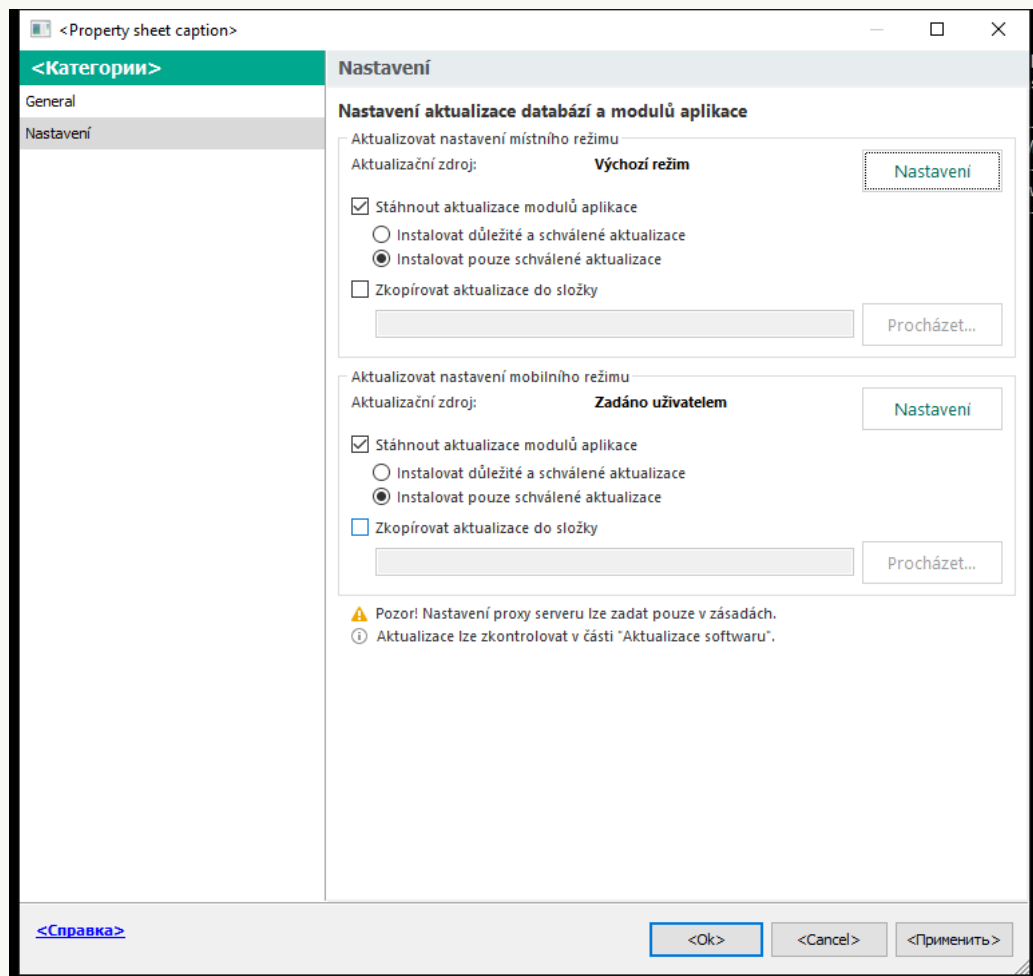 <Property sheet caption>
<Категории>
General
Nastavení
Nastavení
Nastavení aktualizace databází a modulů aplikace
Aktualizovat nastavení místního režimu
Aktualizační zdroj: Výchozí režim Nastavení
Stáhnout aktualizace modulů aplikace
Instalovat důležité a schválené aktualizace
Instalovat pouze schválené aktualizace
Zkopírovat aktualizace do složky
Procházet...
Aktualizovat nastavení mobilního režimu
Aktualizační zdroj: Zadáno uživatelem Nastavení
Stáhnout aktualizace modulů aplikace
Instalovat důležité a schválené aktualizace
Instalovat pouze schválené aktualizace
Zkopírovat aktualizace do složky
Procházet...
Pozor! Nastavení proxy serveru lze zadat pouze v zásadách.
Aktualizace lze zkontrolovat v části "Aktualizace softwaru".
<Справка>
<Ok> <Cancel> <Применить>